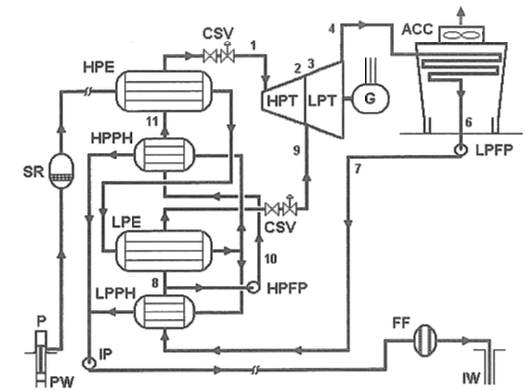 4
ACC
CSV
1
HPE
2
3
HPT
LPT
G
11
HPPH
9
6
LPFP
7
SR
LPE
CSV
10
8
HPFP
LPPH
P
IP
FF
PW
IW